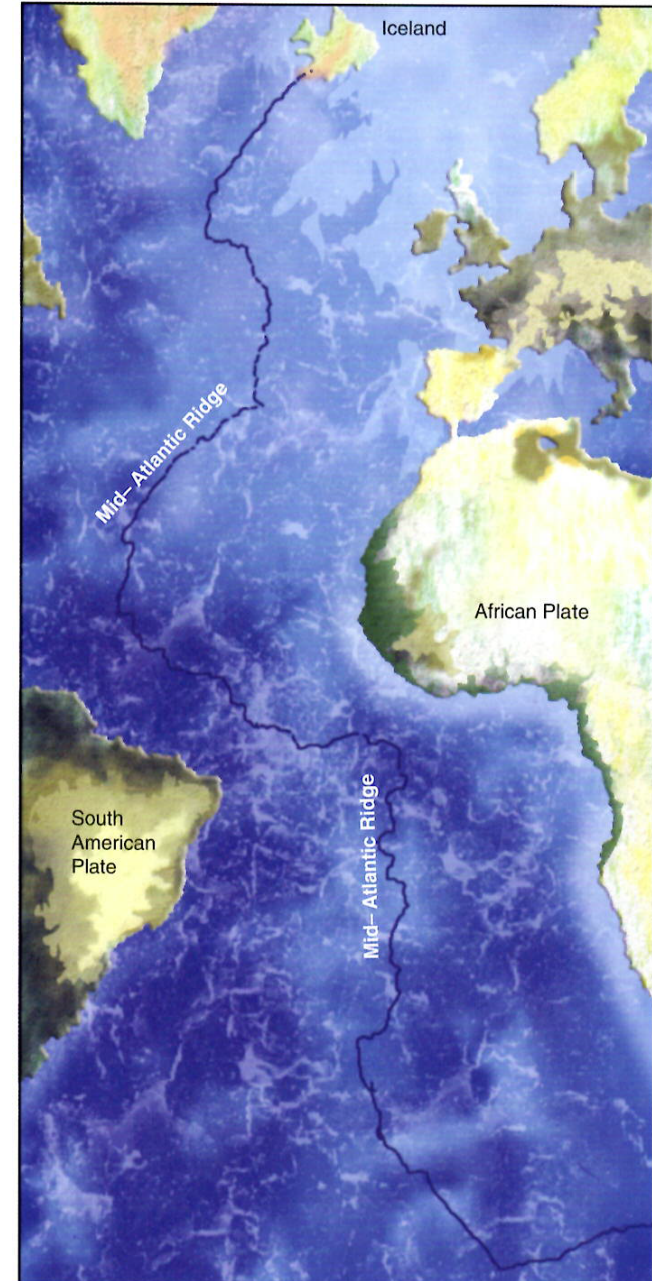 Iceland
Mid– Atlantic Ridge
African Plate
South
American
Plate
Mid– Atlantic Ridge